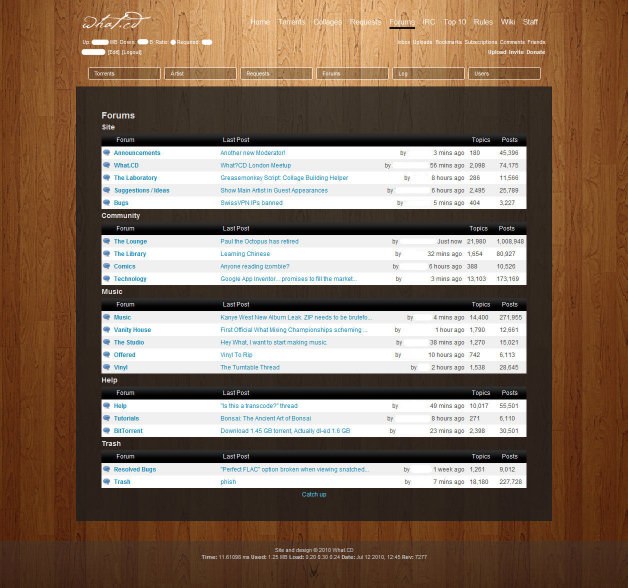 what.cd
Home Torrents Collages Requests Forums IRC Top 10 Rules Wiki Staff
Up: MB Down: B Ratio: Required: Inbox Uploads Bookmarks Subscriptions Comments Friends
[Edit] [Logout] Upload Invite Donate
Torrents Artist Requests Forums Log Users
Forums
Site
Forum Last Post Topics Posts
Announcements Another new Moderator! by 3 mins ago 180 45,396
What.CD What?CD London Meetup by 56 mins ago 2,098 74,175
The Laboratory Greasemonkey Script: Collage Building Helper by 8 hours ago 286 11,566
Suggestions / Ideas Show Main Artist in Guest Appearances by 6 hours ago 2,495 25,789
Bugs SwissVPN IPs banned by 5 mins ago 404 3,227
Community
Forum Last Post Topics Posts
The Lounge Paul the Octopus has retired by Just now 21,980 1,008,948
The Library Learning Chinese by 32 mins ago 1,654 80,927
Comics Anyone reading izombie? by 6 hours ago 388 10,526
Technology Google App Inventor... promises to fill the market... by 3 mins ago 13,103 173,169
Music
Forum Last Post Topics Posts
Music Kanye West New Album Leak. ZIP needs to be brutefo... by 4 mins ago 14,400 271,955
Vanity House First Official What Mixing Championships scheming ... by 1 hour ago 1,790 12,661
The Studio Hey What, I want to start making music. by 38 mins ago 1,270 15,021
Offered Vinyl To Rip by 10 hours ago 742 6,113
Vinyl The Turntable Thread by 2 hours ago 1,538 28,645
Help
Forum Last Post Topics Posts
Help "Is this a transcode?" thread by 49 mins ago 10,017 55,501
Tutorials Bonsai: The Ancient Art of Bonsai by 8 hours ago 271 6,110
BitTorrent Download 1.45 GB torrent, Actually dl-ed 1.6 GB by 23 mins ago 2,398 30,501
Trash
Forum Last Post Topics Posts
Resolved Bugs "Perfect FLAC" option broken when viewing snatched... by 1 week ago 1,261 9,012
Trash phish by 7 mins ago 18,180 227,728
Catch up
Site and design © 2010 What.CD
Time: 11.61098 ms Used: 1.25 MB Load: 0.20 0.30 0.24 Date: Jul 12 2010, 12:45 Rev: 7277